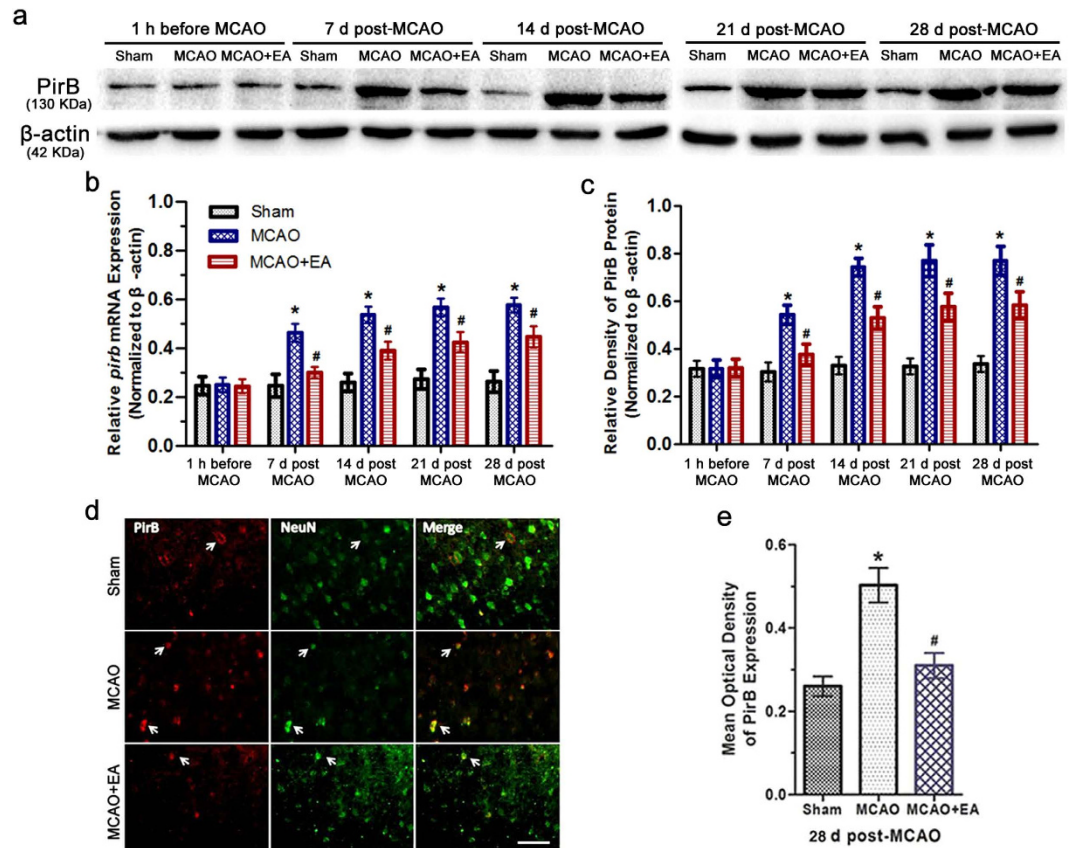 a
1 h before MCAO 7 d post-MCAO 14 d post-MCAO 21 d post-MCAO 28 d post-MCAO
Sham MCAO MCAO+EA Sham MCAO MCAO+EA Sham MCAO MCAO+EA Sham MCAO MCAO+EA Sham MCAO MCAO+EA
PirB
(130 KDa)
β-actin
(42 KDa)
b
Relative pirb mRNA Expression
(Normalized to β -actin)
1.0
0.8
0.6
0.4
0.2
0.0
Sham
MCAO
MCAO+EA
* * * *
# # # #
1 h before
MCAO
7 d post
MCAO
14 d post
MCAO
21 d post
MCAO
28 d post
MCAO
c
Relative Density of PirB Protein
(Normalized to β -actin)
1.0
0.8
0.6
0.4
0.2
0.0
* * * *
# # # #
1 h before
MCAO
7 d post
MCAO
14 d post
MCAO
21 d post
MCAO
28 d post
MCAO
d
PirB NeuN Merge
Sham
MCAO
MCAO+EA
e
Mean Optical Density
of PirB Expression
0.6
0.4
0.2
0.0
*
#
Sham MCAO MCAO+EA
28 d post-MCAO